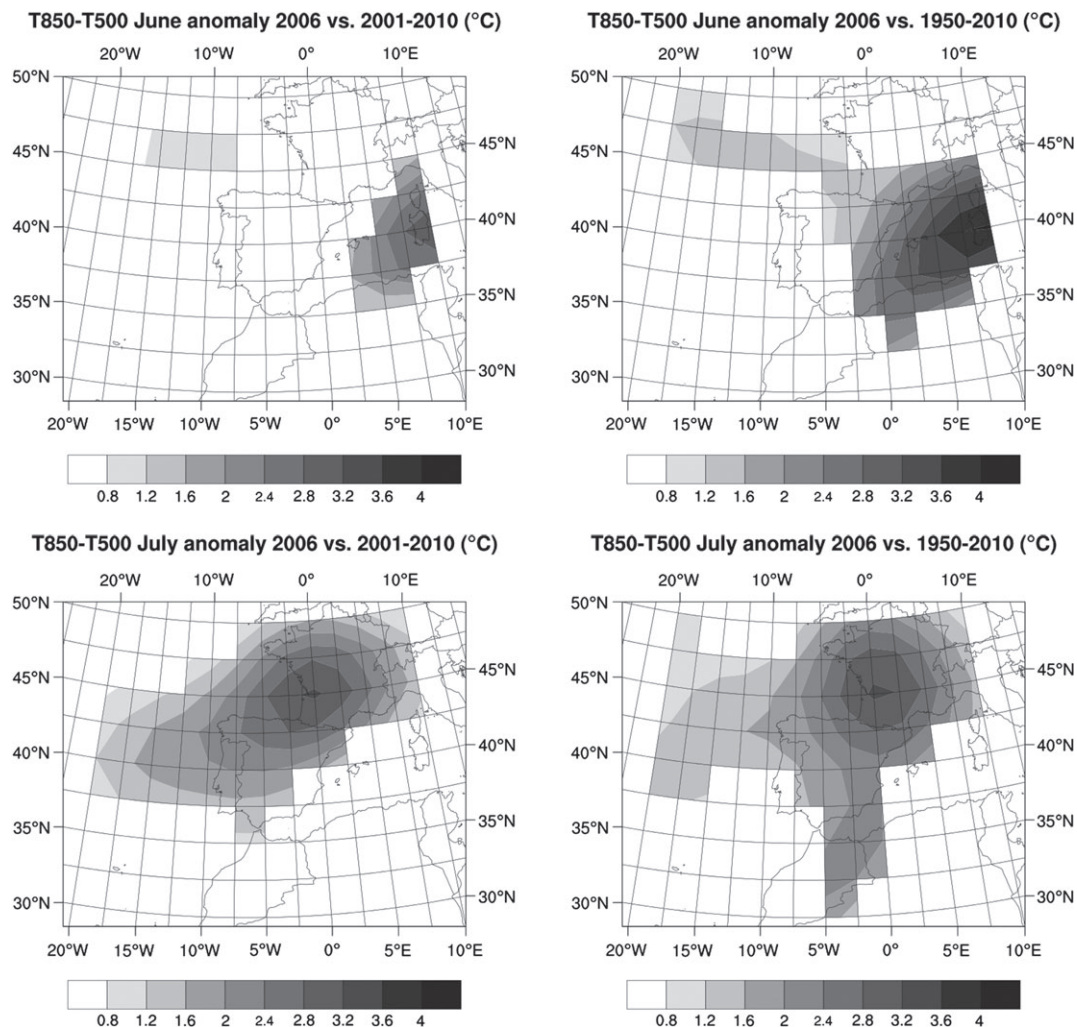 T850-T500 June anomaly 2006 vs. 2001-2010 (°C)
20°W 10°W 0° 10°E
50°N
45°N
40°N
35°N
30°N
45°N
40°N
35°N
30°N
20°W 15°W 10°W 5°W 0° 5°E 10°E
0.8 1.2 1.6 2 2.4 2.8 3.2 3.6 4
T850-T500 June anomaly 2006 vs. 1950-2010 (°C)
20°W 10°W 0° 10°E
50°N
45°N
40°N
35°N
30°N
45°N
40°N
35°N
30°N
20°W 15°W 10°W 5°W 0° 5°E 10°E
0.8 1.2 1.6 2 2.4 2.8 3.2 3.6 4
T850-T500 July anomaly 2006 vs. 2001-2010 (°C)
20°W 10°W 0° 10°E
50°N
45°N
40°N
35°N
30°N
45°N
40°N
35°N
30°N
20°W 15°W 10°W 5°W 0° 5°E 10°E
0.8 1.2 1.6 2 2.4 2.8 3.2 3.6 4
T850-T500 July anomaly 2006 vs. 1950-2010 (°C)
20°W 10°W 0° 10°E
50°N
45°N
40°N
35°N
30°N
45°N
40°N
35°N
30°N
20°W 15°W 10°W 5°W 0° 5°E 10°E
0.8 1.2 1.6 2 2.4 2.8 3.2 3.6 4